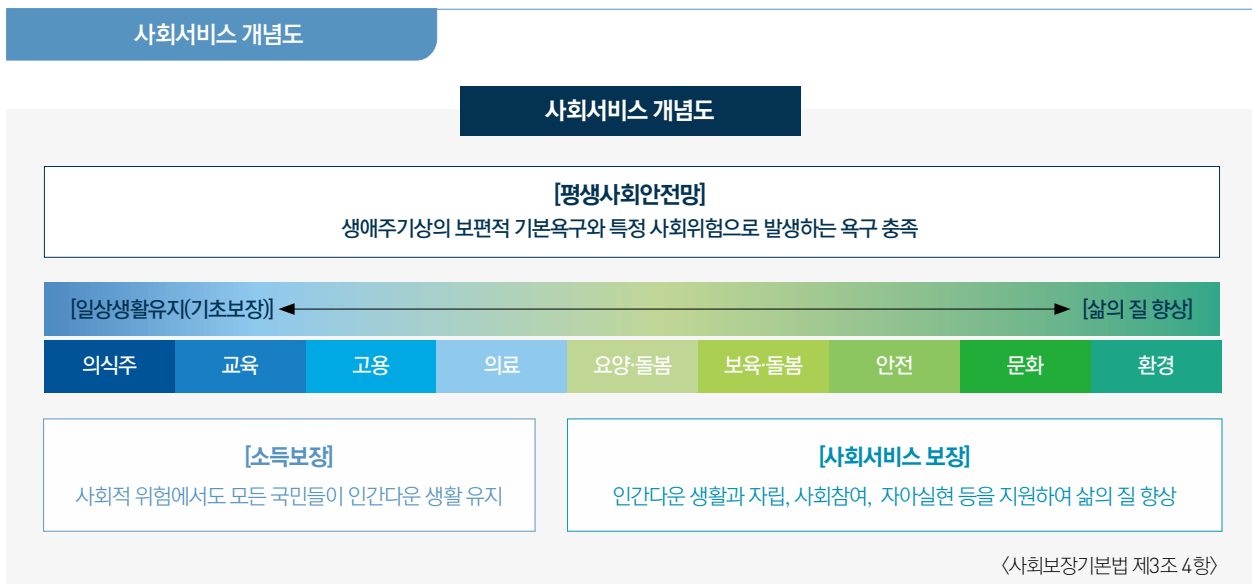 사회서비스 개념도
사회서비스 개념도
[평생사회안전망]
생애주기상의 보편적 기본욕구와 특정 사회위험으로 발생하는 욕구 충족
[일상생활유지(기초보장)] [삶의 질 향상]
의식주 교육 고용 의료 요양·돌봄 보육·돌봄 안전 문화 환경
[소득보장]
사회적 위험에서도 모든 국민들이 인간다운 생활 유지
[사회서비스 보장]
인간다운 생활과 자립, 사회참여, 자아실현 등을 지원하여 삶의 질 향상
〈사회보장기본법 제3조 4항〉